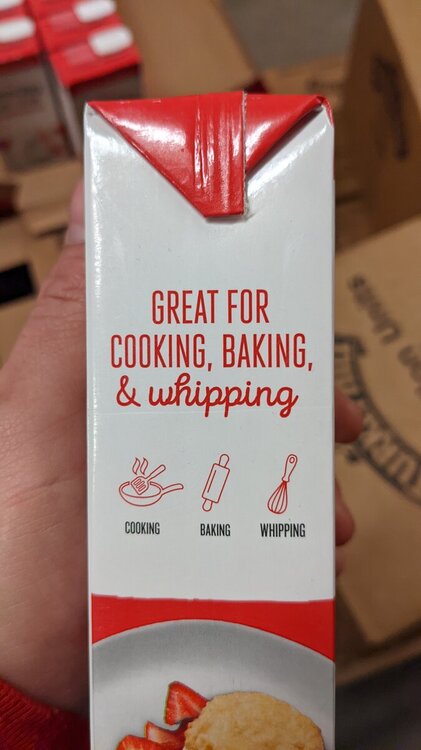 GREAT FOR
COOKING, BAKING,
& whipping
COOKING BAKING WHIPPING